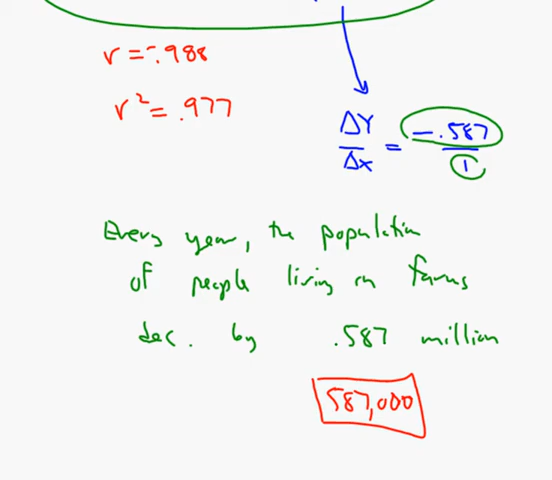 r = -.988
r² = .977
ΔY/Δx = -.587/1
Every year, the population
of people living on farms
dec. by .587 million
587,000